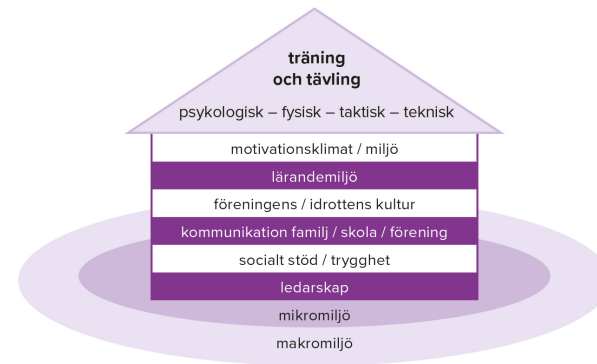 träning
och tävling
psykologisk – fysisk – taktisk – teknisk
motivationsklimat / miljö
lärandemiljö
föreningens / idrottens kultur
kommunikation familj / skola / förening
socialt stöd / trygghet
ledarskap
mikromiljö
makromiljö